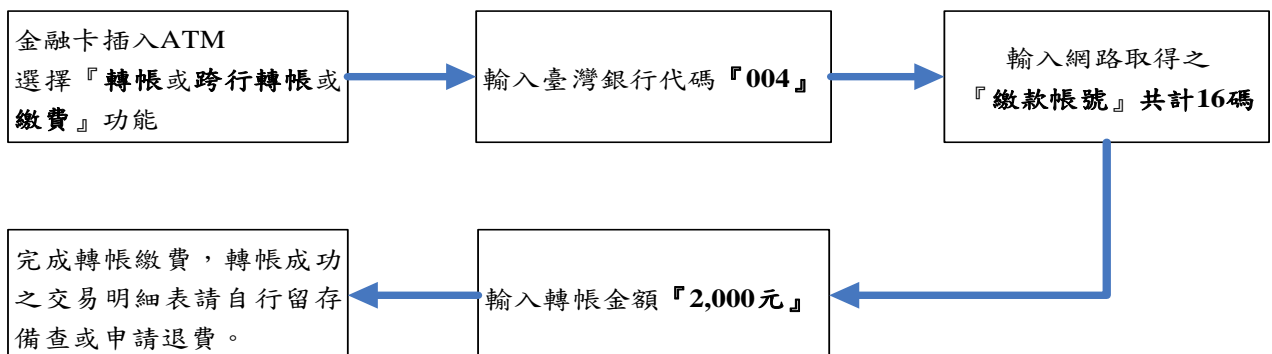 金融卡插入ATM
選擇『轉帳或跨行轉帳或
繳費』功能
輸入臺灣銀行代碼『004』
輸入網路取得之
『繳款帳號』共計16碼
輸入轉帳金額『2,000元』
完成轉帳繳費，轉帳成功
之交易明細表請自行留存
備查或申請退費。